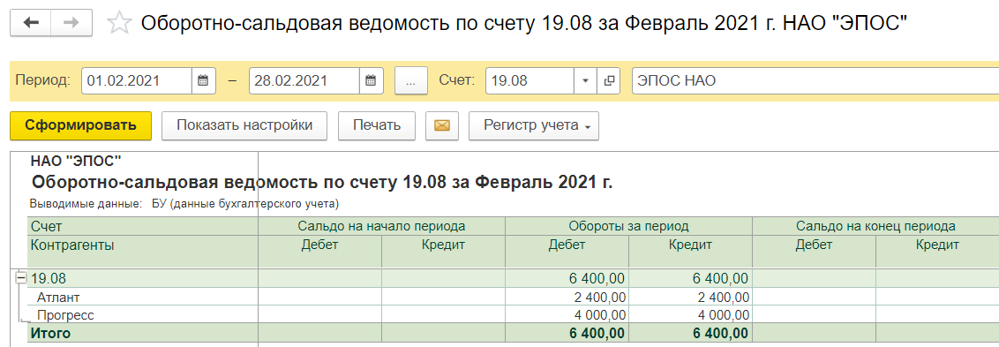 Оборотно-сальдовая ведомость по счету 19.08 за Февраль 2021 г. НАО "ЭПОС"
Период: 01.02.2021 – 28.02.2021 ... Счет: 19.08 ЭПОС НАО
Сформировать Показать настройки Печать Регистр учета
НАО "ЭПОС"
Оборотно-сальдовая ведомость по счету 19.08 за Февраль 2021 г.
Выводимые данные: БУ (данные бухгалтерского учета)
Счет Сальдо на начало периода Обороты за период Сальдо на конец периода
Контрагенты Дебет Кредит Дебет Кредит Дебет Кредит
19.08 6 400,00 6 400,00
Атлант 2 400,00 2 400,00
Прогресс 4 000,00 4 000,00
Итого 6 400,00 6 400,00